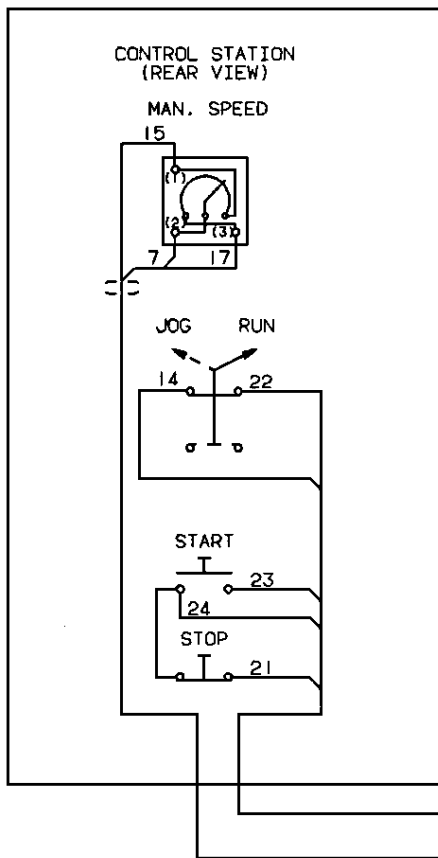 CONTROL STATION
(REAR VIEW)
MAN. SPEED
15
(1)
(2)
(3)
7
17
JOG
RUN
14
22
START
23
24
STOP
21